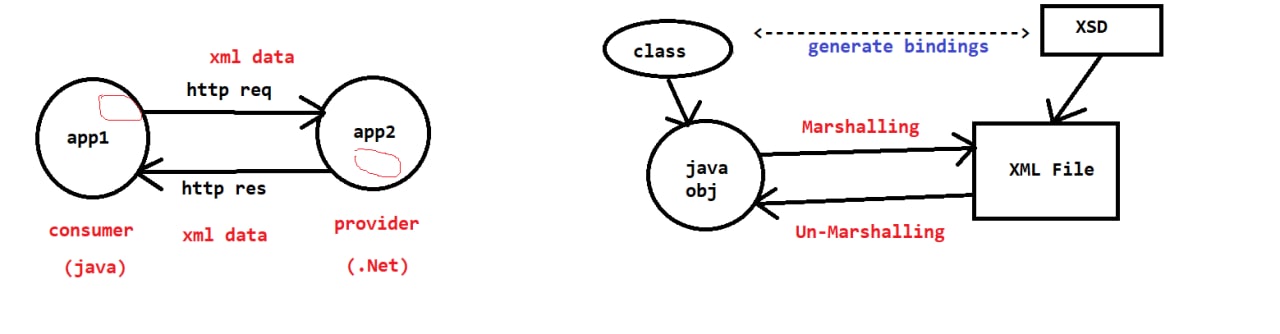 xml data
http req
app1
app2
http res
consumer
xml data
provider
(java)
(.Net)
class
<-------------------------->
generate bindings
XSD
Marshalling
java
obj
XML File
Un-Marshalling